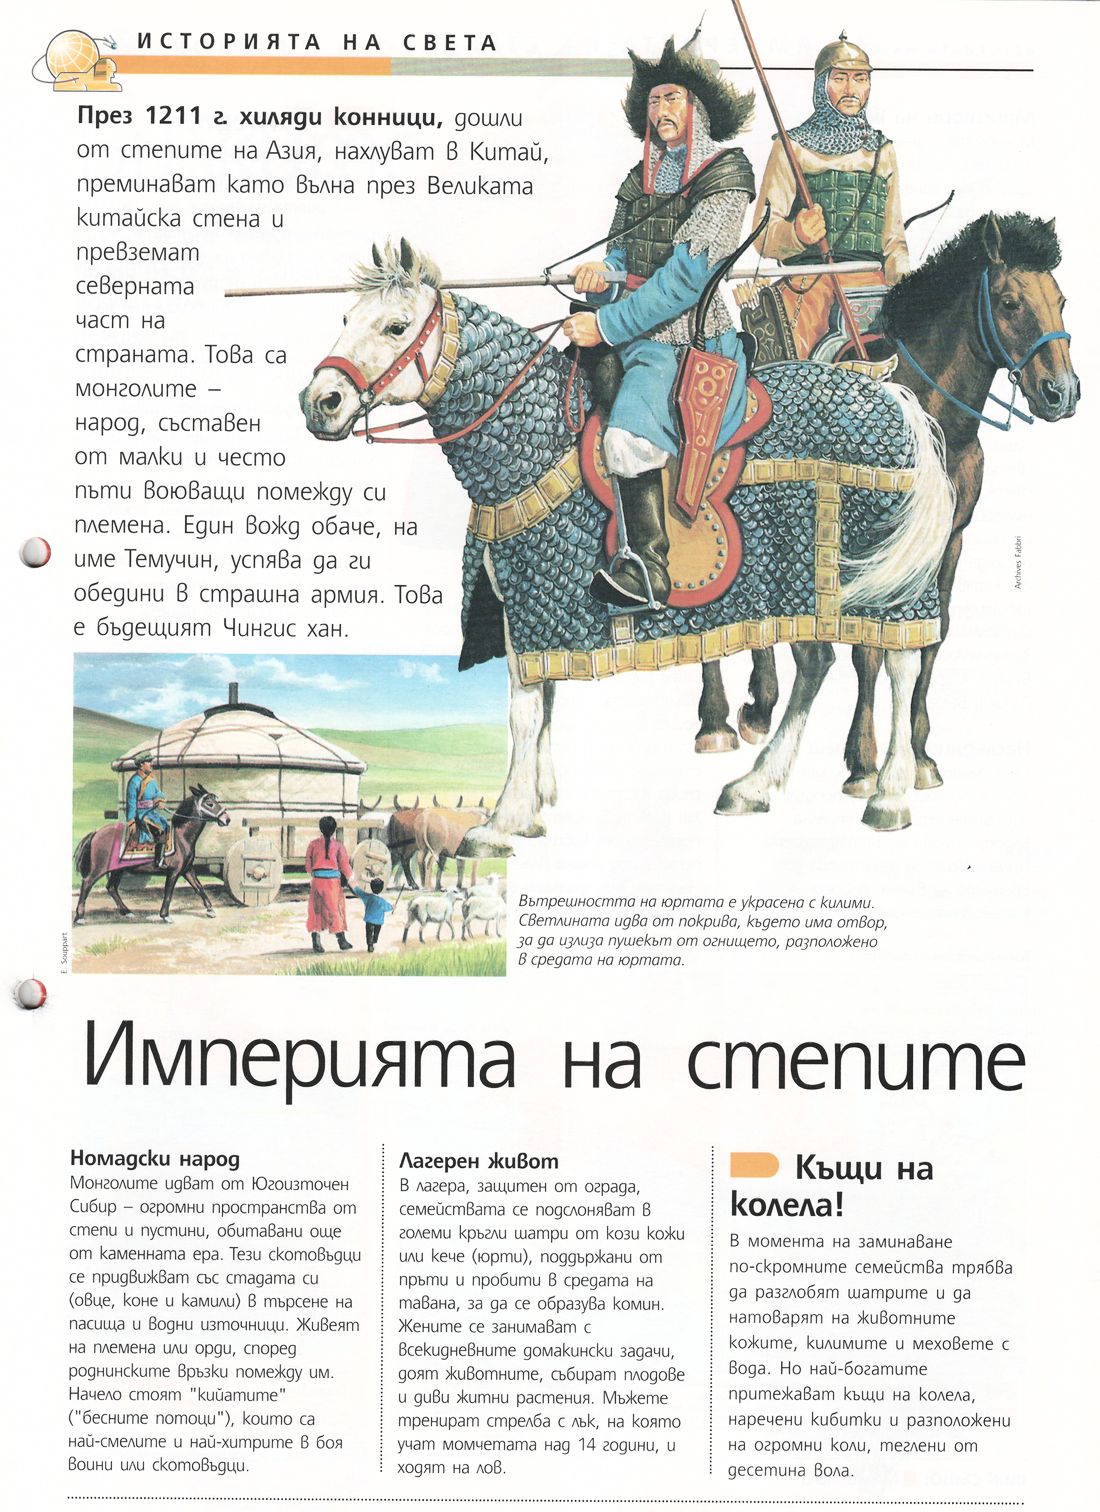 ИСТОРИЯТА НА СВЕТА
През 1211 г. хиляди конници, дошли
от степите на Азия, нахлуват в Китай,
преминават като вълна през Великата
китайска стена и
превземат
северната
част на
страната. Това са
монголите –
народ, съставен
от малки и често
пъти воюващи помежду си
племена. Един вожд обаче, на
име Темучин, успява да ги
обедини в страшна армия. Това
е бъдещият Чингис хан.
Archives Fabbri
E. Souppart
Вътрешността на юртата е украсена с килими.
Светлината идва от покрива, където има отвор,
за да излиза пушекът от огнището, разположено
в средата на юртата.
Империята на степите
Номадски народ
Монголите идват от Югоизточен
Сибир – огромни пространства от
степи и пустини, обитавани още
от каменната ера. Тези скотовъдци
се придвижват със стадата си
(овце, коне и камили) в търсене на
пасища и водни източници. Живеят
на племена или орди, според
роднинските връзки помежду им.
Начело стоят "кийатите"
("бесните потоци"), които са
най-смелите и най-хитрите в боя
воини или скотовъдци.
Лагерен живот
В лагера, защитен от ограда,
семействата се подслоняват в
големи кръгли шатри от кози кожи
или кече (юрти), поддържани от
пръти и пробити в средата на
тавана, за да се образува комин.
Жените се занимават с
всекидневните домакински задачи,
доят животните, събират плодове
и диви житни растения. Мъжете
тренират стрелба с лък, на която
учат момчетата над 14 години, и
ходят на лов.
Къщи на
колела!
В момента на заминаване
по-скромните семейства трябва
да разглобят шатрите и да
натоварят на животните
кожите, килимите и меховете с
вода. Но най-богатите
притежават къщи на колела,
наречени кибитки и разположени
на огромни коли, теглени от
десетина вола.